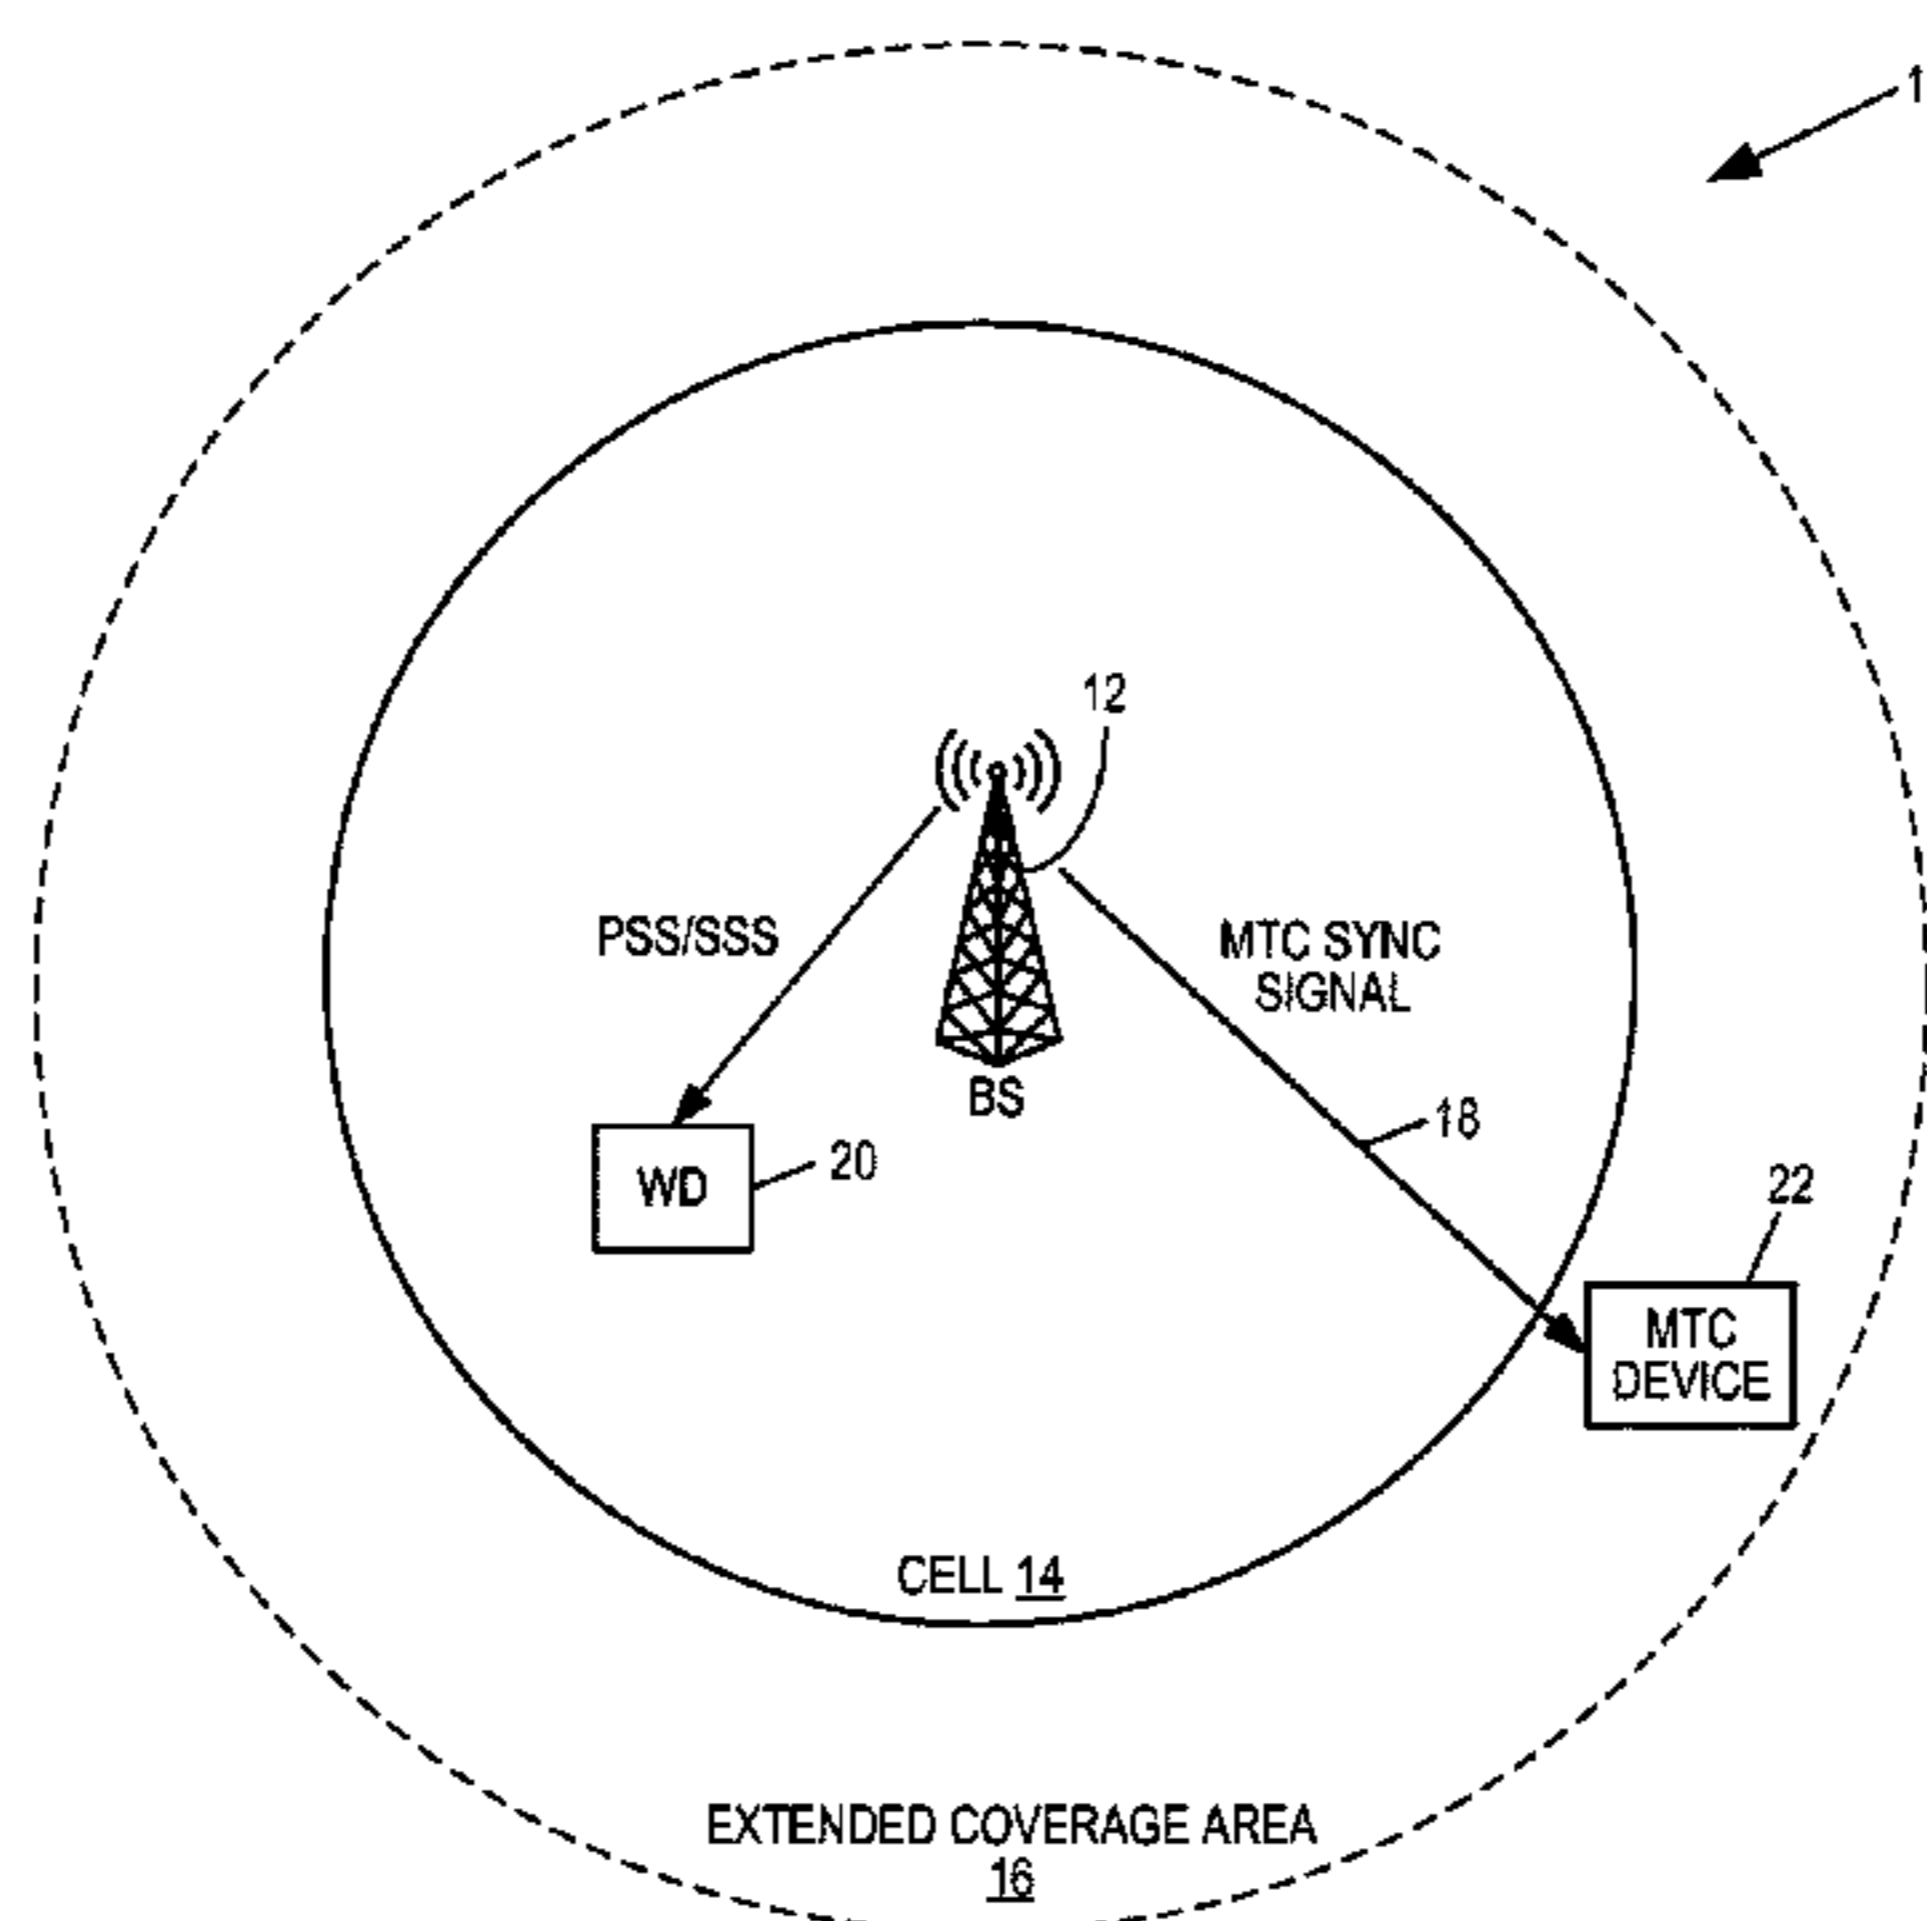 1
12
PSS/SSS
MTC SYNC
SIGNAL
BS
18
WD
20
22
MTC
DEVICE
CELL 14
EXTENDED COVERAGE AREA
16